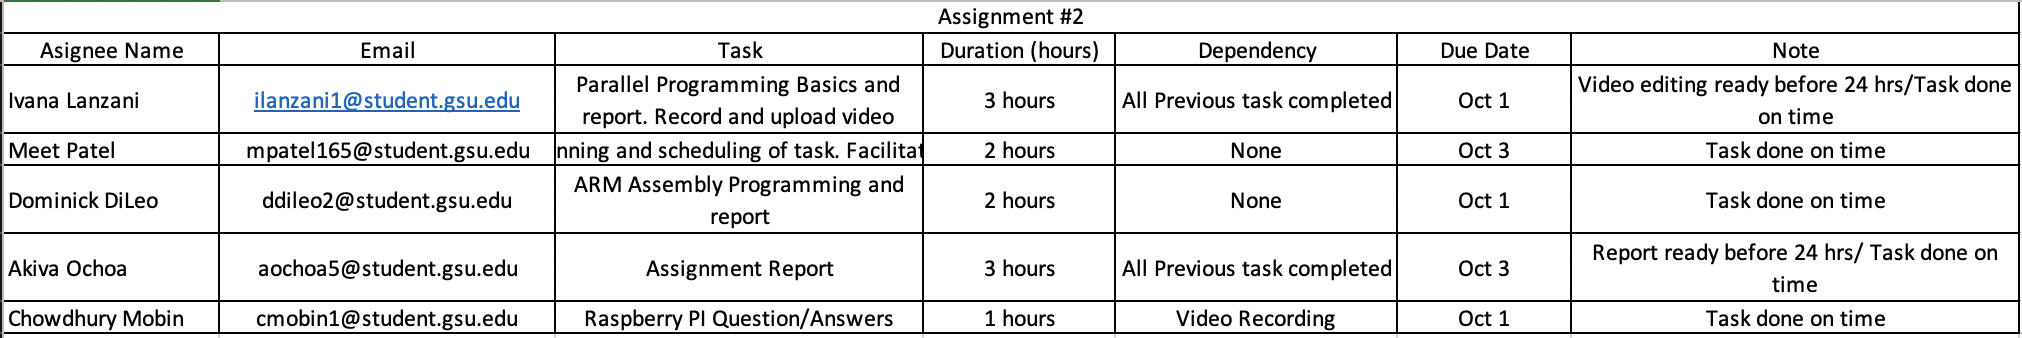 Assignment #2
Asignee Name Email Task Duration (hours) Dependency Due Date Note
Ivana Lanzani ilanzani1@student.gsu.edu Parallel Programming Basics and report. Record and upload video 3 hours All Previous task completed Oct 1 Video editing ready before 24 hrs/Task done on time
Meet Patel mpatel165@student.gsu.edu nning and scheduling of task. Facilitat 2 hours None Oct 3 Task done on time
Dominick DiLeo ddileo2@student.gsu.edu ARM Assembly Programming and report 2 hours None Oct 1 Task done on time
Akiva Ochoa aochoa5@student.gsu.edu Assignment Report 3 hours All Previous task completed Oct 3 Report ready before 24 hrs/ Task done on time
Chowdhury Mobin cmobin1@student.gsu.edu Raspberry PI Question/Answers 1 hours Video Recording Oct 1 Task done on time